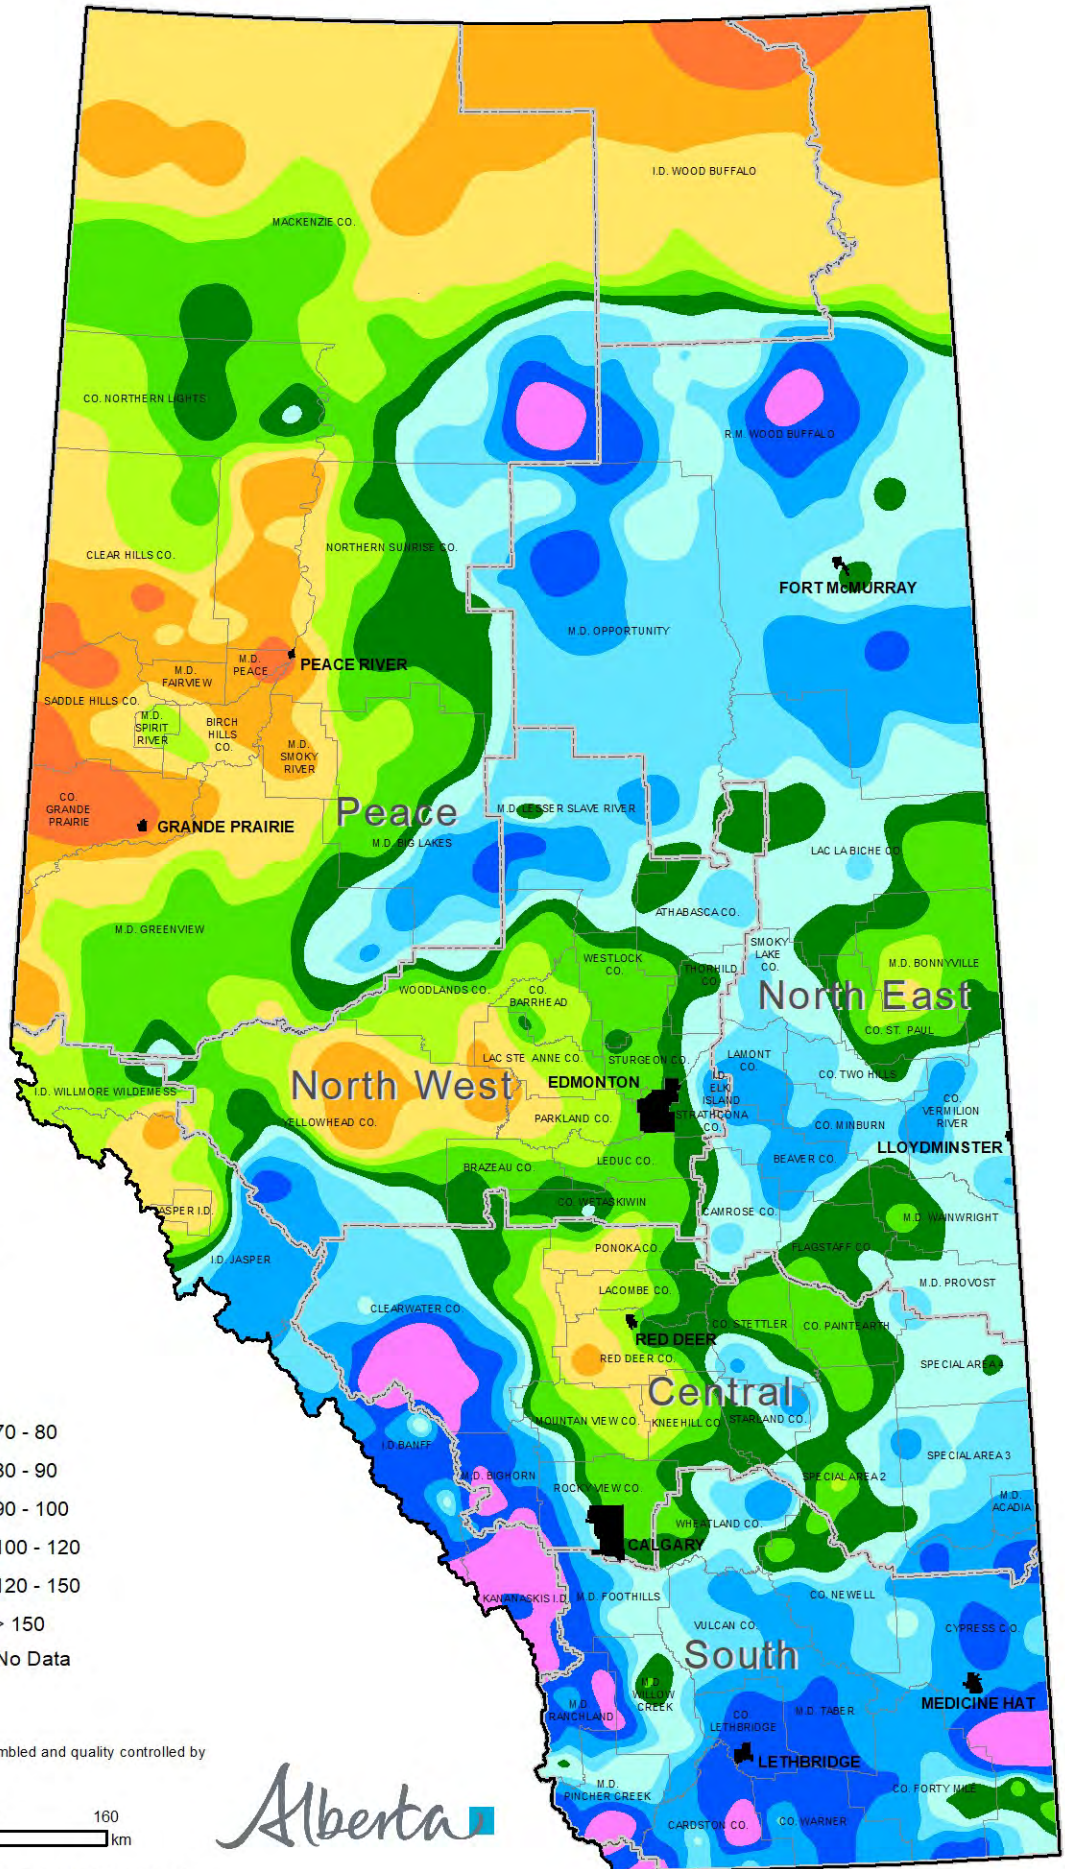 I.D. WOOD BUFFALO
MACKENZIE CO.
CO. NORTHERN LIGHTS
R.M. WOOD BUFFALO
CLEAR HILLS CO.
NORTHERN SUNRISE CO.
FORT McMURRAY
M.D. OPPORTUNITY
M.D.
PEACE
PEACE RIVER
M.D.
FAIRVIEW
SADDLE HILLS CO.
M.D.
SPIRIT
RIVER
BIRCH
HILLS
CO.
M.D.
SMOKY
RIVER
CO.
GRANDE
PRAIRIE
GRANDE PRAIRIE
Peace
M.D. LESSER SLAVE RIVER
M.D. BIG LAKES
LAC LA BICHE CO.
ATHABASCA CO.
M.D. GREENVIEW
SMOKY
LAKE
CO.
WESTLOCK
CO.
THORHILD
CO.
M.D. BONNYVILLE
WOODLANDS CO.
CO.
BARRHEAD
North East
CO. ST. PAUL
LAC STE ANNE CO.
STURGEON CO.
LAMONT
CO.
CO. TWO HILLS
I.D. WILLMORE WILDERNESS
North West
EDMONTON
I.D.
ELK
ISLAND
STRATHCONA
CO.
CO.
VERMILION
RIVER
YELLOWHEAD CO.
PARKLAND CO.
CO. MINBURN
LLOYDMINSTER
BRAZEAU CO.
LEDUC CO.
BEAVER CO.
CO. WETASKIWIN
JASPER I.D.
CAMROSE CO.
M.D. WAINWRIGHT
I.D. JASPER
PONOKA CO.
FLAGSTAFF CO.
M.D. PROVOST
LACOMBE CO.
CLEARWATER CO.
CO. STETTLER
CO. PAINTEARTH
RED DEER
RED DEER CO.
SPECIAL AREA 4
Central
MOUNTAIN VIEW CO.
KNEEHILL CO.
STARLAND CO.
I.D. BANFF
SPECIAL AREA 3
M.D. BIGHORN
SPECIAL AREA 2
ROCKY VIEW CO.
M.D.
ACADIA
WHEATLAND CO.
CALGARY
KANANASKIS I.D.
M.D. FOOTHILLS
CO. NEWELL
VULCAN CO.
CYPRESS CO.
South
M.D.
WILLOW
CREEK
M.D.
RANCHLAND
CO.
LETHBRIDGE
M.D. TABER
MEDICINE HAT
LETHBRIDGE
M.D.
PINCHER CREEK
CO. FORTY MILE
CARDSTON CO.
CO. WARNER
70 - 80
80 - 90
90 - 100
100 - 120
120 - 150
> 150
No Data
mbled and quality controlled by
160
km
Alberta